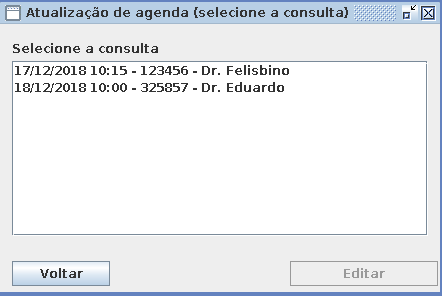 Atualização de agenda (selecione a consulta)
Selecione a consulta
17/12/2018 10:15 - 123456 - Dr. Felisbino
18/12/2018 10:00 - 325857 - Dr. Eduardo
Voltar
Editar